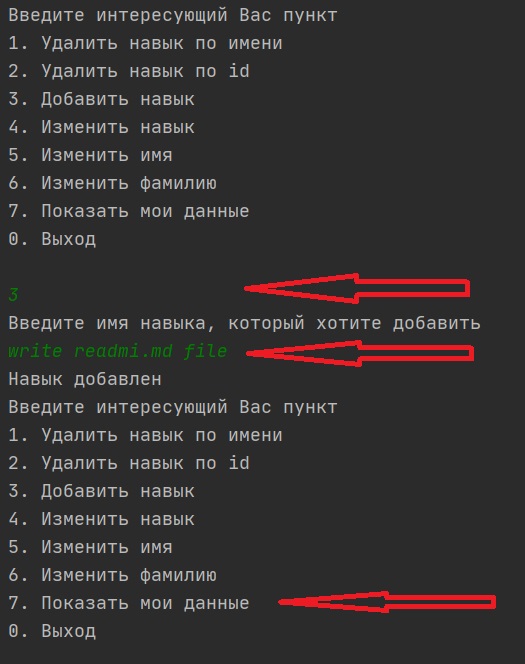 Введите интересующий Вас пункт
1. Удалить навык по имени
2. Удалить навык по id
3. Добавить навык
4. Изменить навык
5. Изменить имя
6. Изменить фамилию
7. Показать мои данные
0. Выход
3
Введите имя навыка, который хотите добавить
write readmi.md file
Навык добавлен
Введите интересующий Вас пункт
1. Удалить навык по имени
2. Удалить навык по id
3. Добавить навык
4. Изменить навык
5. Изменить имя
6. Изменить фамилию
7. Показать мои данные
0. Выход